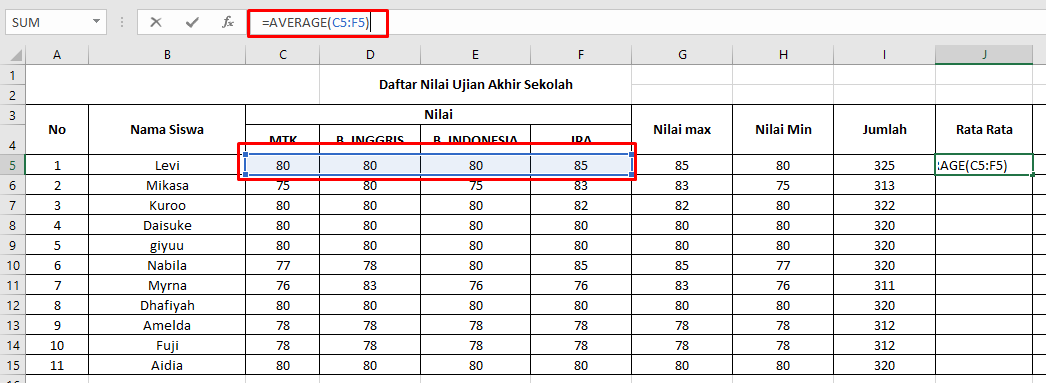 SUM fx =AVERAGE(C5:F5)
A B C D E F G H I J
1 Daftar Nilai Ujian Akhir Sekolah
2
3 No Nama Siswa Nilai Nilai max Nilai Min Jumlah Rata Rata
4 MTK B. INGGRIS B. INDONESIA IPA
5 1 Levi 80 80 80 85 85 80 325 RAGE(C5:F5)
6 2 Mikasa 75 80 75 83 83 75 313
7 3 Kuroo 80 80 80 82 82 80 322
8 4 Daisuke 80 80 80 80 80 80 320
9 5 giyuu 80 80 80 80 80 80 320
10 6 Nabila 77 78 80 85 85 77 320
11 7 Myrna 76 83 76 76 83 76 311
12 8 Dhafiyah 80 80 80 80 80 80 320
13 9 Amelda 78 78 78 78 78 78 312
14 10 Fuji 78 78 78 78 78 78 312
15 11 Aidia 80 80 80 80 80 80 320